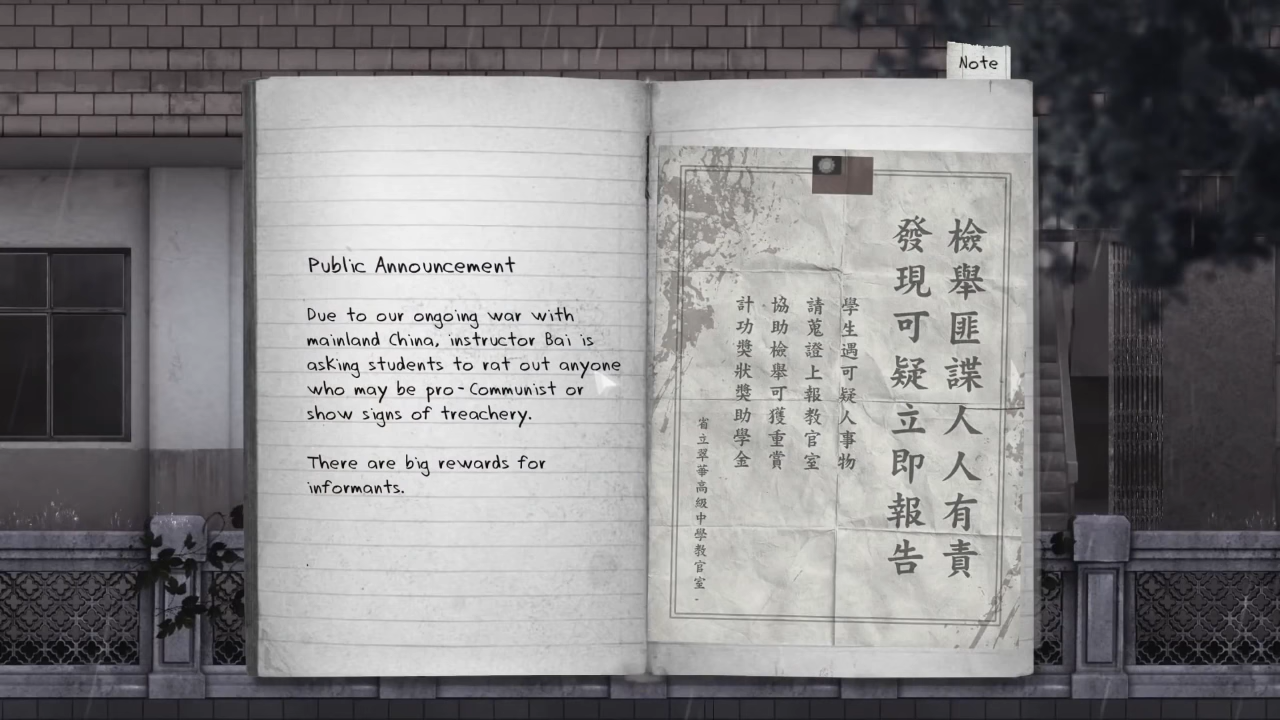 Note
Public Announcement
Due to our ongoing war with
mainland China, instructor Bai is
asking students to rat out anyone
who may be pro-Communist or
show signs of treachery.
There are big rewards for
informants.
檢舉匪諜人人有責
發現可疑立即報告
學生遇可疑人事物
請蒐證上報教官室
協助檢舉可獲重賞
計功獎狀獎助學金
省立翠華高級中學教官室